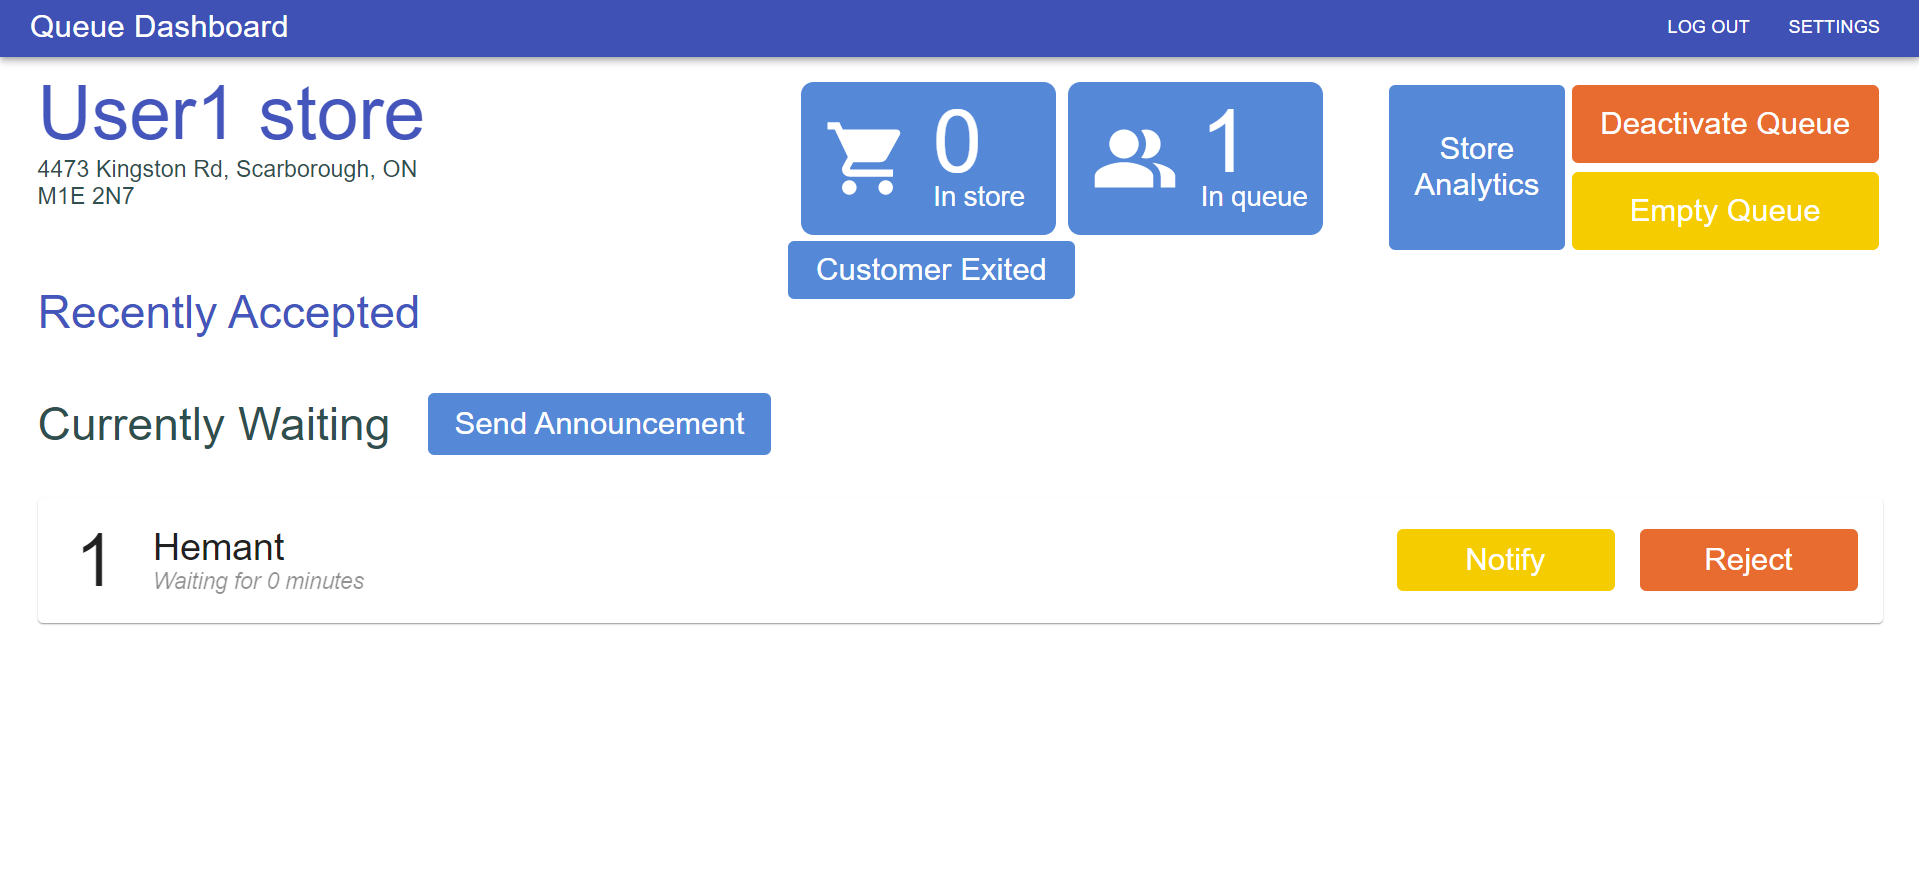 Queue Dashboard
LOG OUT
SETTINGS
User1 store
4473 Kingston Rd, Scarborough, ON
M1E 2N7
0
In store
1
In queue
Customer Exited
Store
Analytics
Deactivate Queue
Empty Queue
Recently Accepted
Currently Waiting
Send Announcement
1
Hemant
Waiting for 0 minutes
Notify
Reject